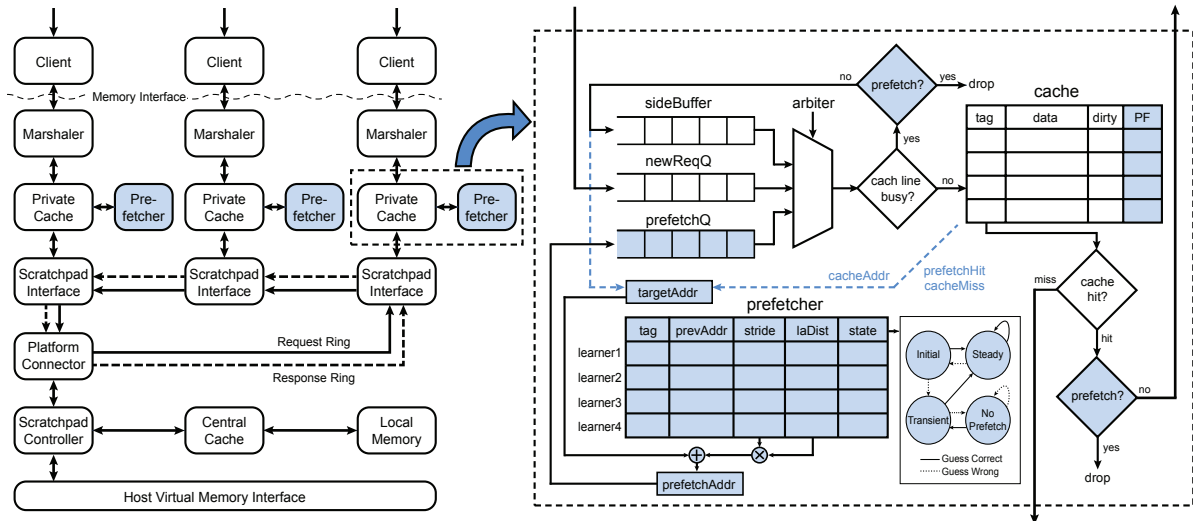 Client
Client
Client
Memory Interface
Marshaler
Marshaler
Marshaler
Private
Cache
Pre-
fetcher
Private
Cache
Pre-
fetcher
Private
Cache
Pre-
fetcher
Scratchpad
Interface
Scratchpad
Interface
Scratchpad
Interface
Platform
Connector
Request Ring
Response Ring
Scratchpad
Controller
Central
Cache
Local
Memory
Host Virtual Memory Interface
no
prefetch?
yes
drop
sideBuffer
arbiter
cache
tag data dirty PF
yes
newReqQ
cach line
busy?
no
prefetchQ
cacheAddr
prefetchHit
cacheMiss
targetAddr
miss
cache
hit?
prefetcher
tag prevAddr stride laDist state
learner1
learner2
learner3
learner4
Initial
Steady
Transient
No
Prefetch
Guess Correct
Guess Wrong
hit
prefetch?
no
yes
drop
prefetchAddr